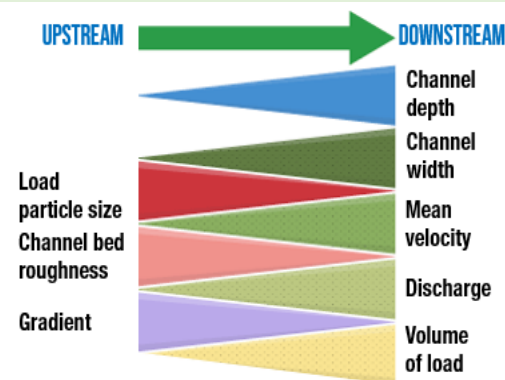 UPSTREAM
DOWNSTREAM
Channel
depth
Channel
width
Load
particle size
Mean
velocity
Channel bed
roughness
Discharge
Gradient
Volume
of load